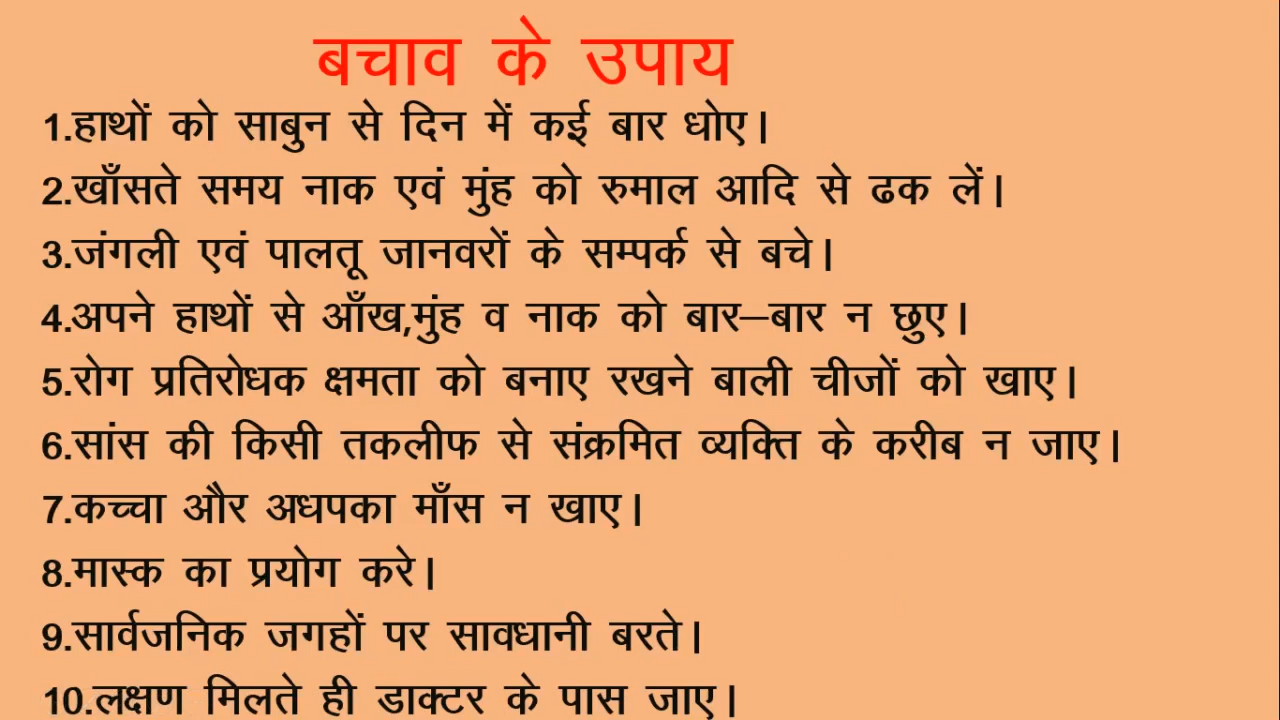 बचाव के उपाय
1.हाथों को साबुन से दिन में कई बार धोए।
2.खाँसते समय नाक एवं मुंह को रुमाल आदि से ढक लें।
3.जंगली एवं पालतू जानवरों के सम्पर्क से बचे।
4.अपने हाथों से आँख,मुंह व नाक को बार–बार न छुए।
5.रोग प्रतिरोधक क्षमता को बनाए रखने बाली चीजों को खाए।
6.सांस की किसी तकलीफ से संक्रमित व्यक्ति के करीब न जाए।
7.कच्चा और अधपका माँस न खाए।
8.मास्क का प्रयोग करे।
9.सार्वजनिक जगहों पर सावधानी बरते।
10.लक्षण मिलते ही डाक्टर के पास जाए।